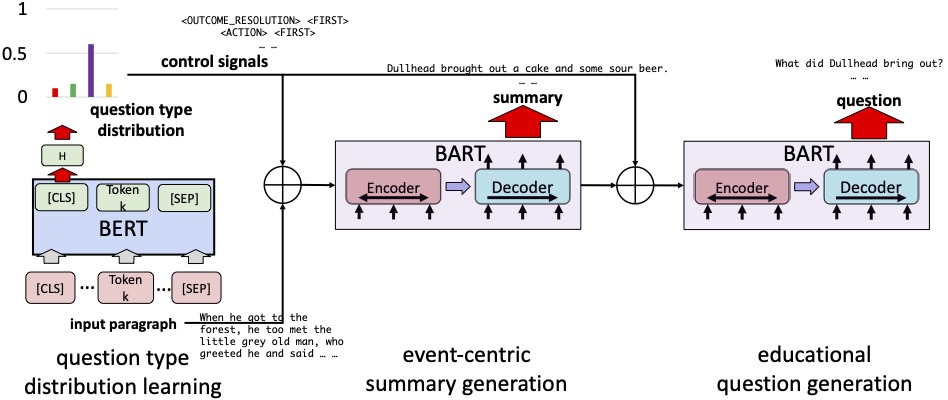 1
0.5
0
<OUTCOME_RESOLUTION> <FIRST>
<ACTION> <FIRST>
… …
control signals
question type
distribution
H
[CLS]
Token
k
[SEP]
BERT
[CLS]
...
Token
k
...
[SEP]
input paragraph
When he got to the
forest, he too met the
little grey old man, who
greeted he and said … …
question type
distribution learning
Dullhead brought out a cake and some sour beer.
… …
summary
BART
Encoder
Decoder
event-centric
summary generation
What did Dullhead bring out?
… …
question
BART
Encoder
Decoder
educational
question generation